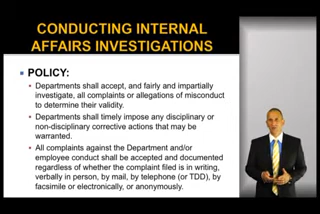 CONDUCTING INTERNAL
AFFAIRS INVESTIGATIONS
POLICY:
Departments shall accept, and fairly and impartially
investigate, all complaints or allegations of misconduct
to determine their validity.
Departments shall timely impose any disciplinary or
non-disciplinary corrective actions that may be
warranted.
All complaints against the Department and/or
employee conduct shall be accepted and documented
regardless of whether the complaint filed is in writing,
verbally in person, by mail, by telephone (or TDD), by
facsimile or electronically, or anonymously.